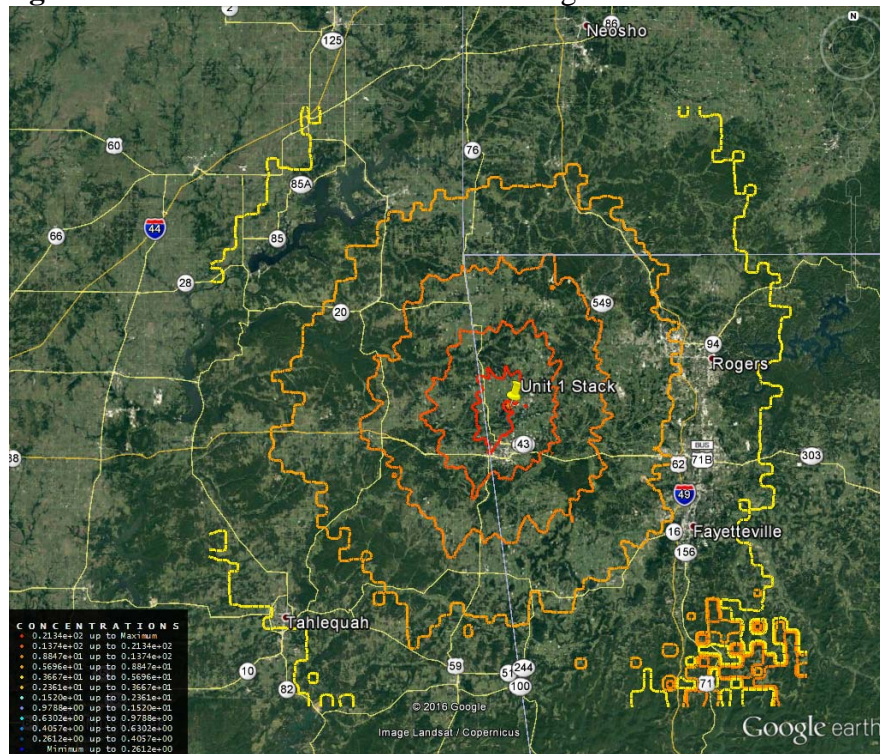 2
86
Neosho
125
N
60
76
85A
66
44
85
28
20
549
94
Rogers
Unit 1 Stack
43
BUS
71B
62
303
38
49
16
Fayetteville
156
Tahlequah
59
244
51
10
82
100
71
CONCENTRATIONS
0.2134e+02 up to Maximum
0.1374e+02 up to 0.2134e+02
0.8847e+01 up to 0.1374e+02
0.5696e+01 up to 0.8847e+01
0.3667e+01 up to 0.5696e+01
0.2361e+01 up to 0.3667e+01
0.1520e+01 up to 0.2361e+01
0.9788e+00 up to 0.1520e+01
0.6302e+00 up to 0.9788e+00
0.4057e+00 up to 0.6302e+00
0.2612e+00 up to 0.4057e+00
Minimum up to 0.2612e+00
© 2016 Google
Image Landsat / Copernicus
Google earth